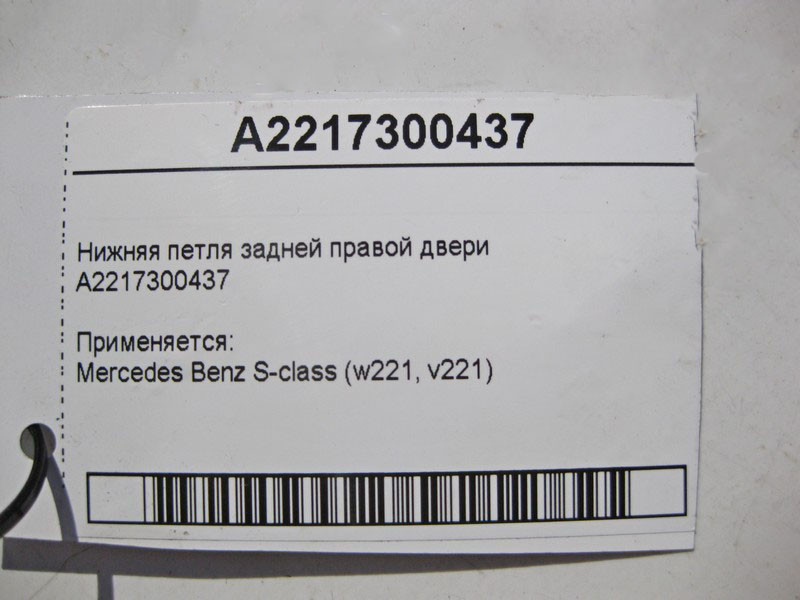 A2217300437
Нижняя петля задней правой двери
A2217300437
Применяется:
Mercedes Benz S-class (w221, v221)